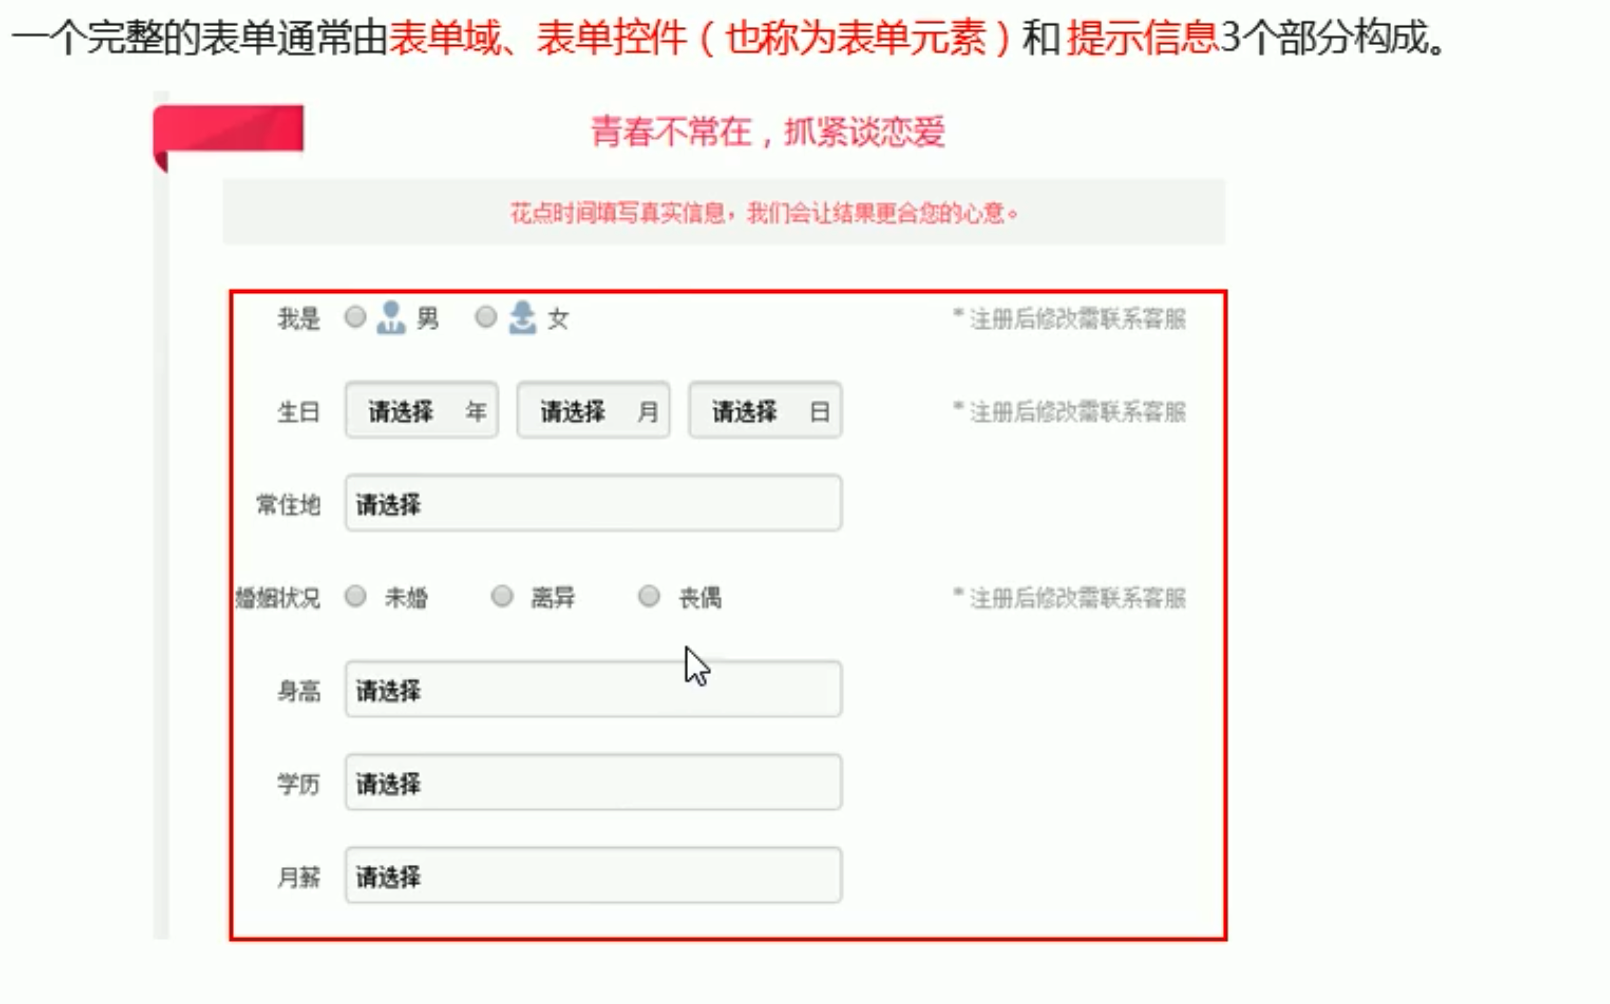 一个完整的表单通常由表单域、表单控件（也称为表单元素）和 提示信息3个部分构成。
青春不常在，抓紧谈恋爱
花点时间填写真实信息，我们会让结果更合您的心意。
我是 男 女 * 注册后修改需联系客服
生日 请选择 年 请选择 月 请选择 日 * 注册后修改需联系客服
常住地 请选择
婚姻状况 未婚 离异 丧偶 * 注册后修改需联系客服
身高 请选择
学历 请选择
月薪 请选择